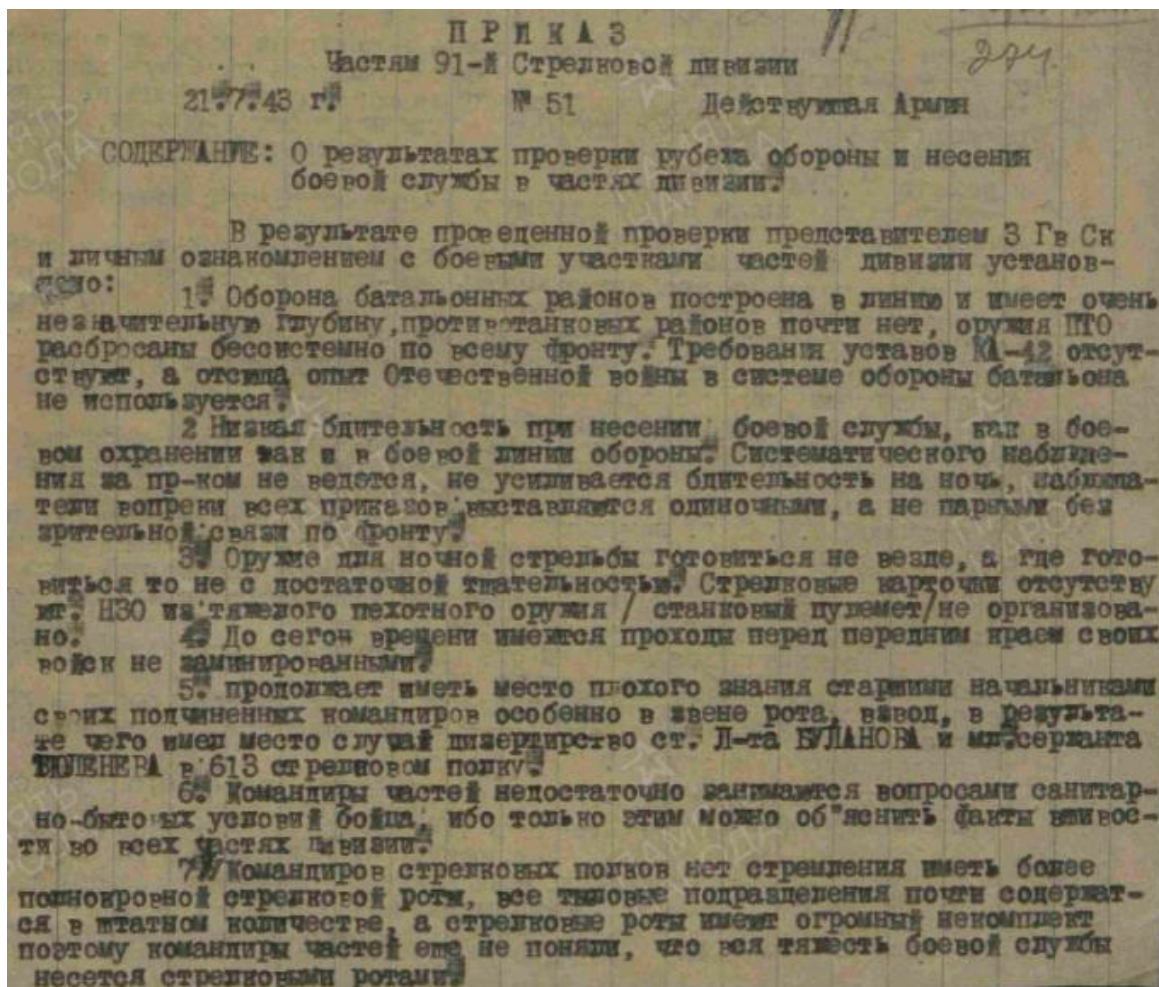 274.
ПРИКАЗ
Частям 91-й Стрелковой дивизии
21.7.43 г. № 51 Действующая Армия
СОДЕРЖАНИЕ: О результатах проверки рубежа обороны и несения
боевой службы в частях дивизии.
В результате проведенной проверки представителем 3 Гв Ск
и личным ознакомлением с боевыми участками частей дивизии установ-
лено:
1. Оборона батальонных районов построена в линию и имеет очень
незначительную глубину,противотанковых районов почти нет, оружия ПТО
расбросаны бессистемно по всему фронту. Требования уставов КА-42 отсут-
ствуют, а отсюда опыт Отечественной войны в системе обороны батальона
не используется.
2 Низкая бдительность при несении боевой службы, как в бое-
вом охранении так и в боевой линии обороны. Систематического наблюде-
ния за пр-ком не ведется, не усиливается бдительность на ночь, наблюда-
тели вопреки всех приказов выставляются одиночными, а не парными без
зрительной связи по фронту.
3. Оружие для ночной стрельбы готовиться не везде, а где гото-
виться то не с достаточной тщательностью. Стрелковые карточки отсутству
ют. НЗО из тяжелого пехотного оружия / станковый пулемет/не организова-
но. 4. До сегоч времени имеются проходы перед передним краем своих
войск не заминированными.
5. продолжает иметь место плохого знания старшими начальниками
своих подчиненных командиров особенно в звене рота, взвод, в результа-
те чего имел место случай дизертирство ст. Л-та БУЛАНОВА и мл.сержанта
ТЮЛЕНЕВА в 613 стрелковом полку.
6. Командиры частей недостаточно занимаются вопросами санитар-
но-бытовых условий бойца, ибо только этим можно об"яснить факты вшивос-
ти во всех частях дивизии.
7. Командиров стрелковых полков нет стремления иметь более
полнокровной стрелковой роты, все тыловые подразделения почти содержат-
ся в штатном количестве, а стрелковые роты имеют огромный некомплект
поэтому командиры частей еще не поняли, что вся тяжесть боевой службы
несется стрелковыми ротами.